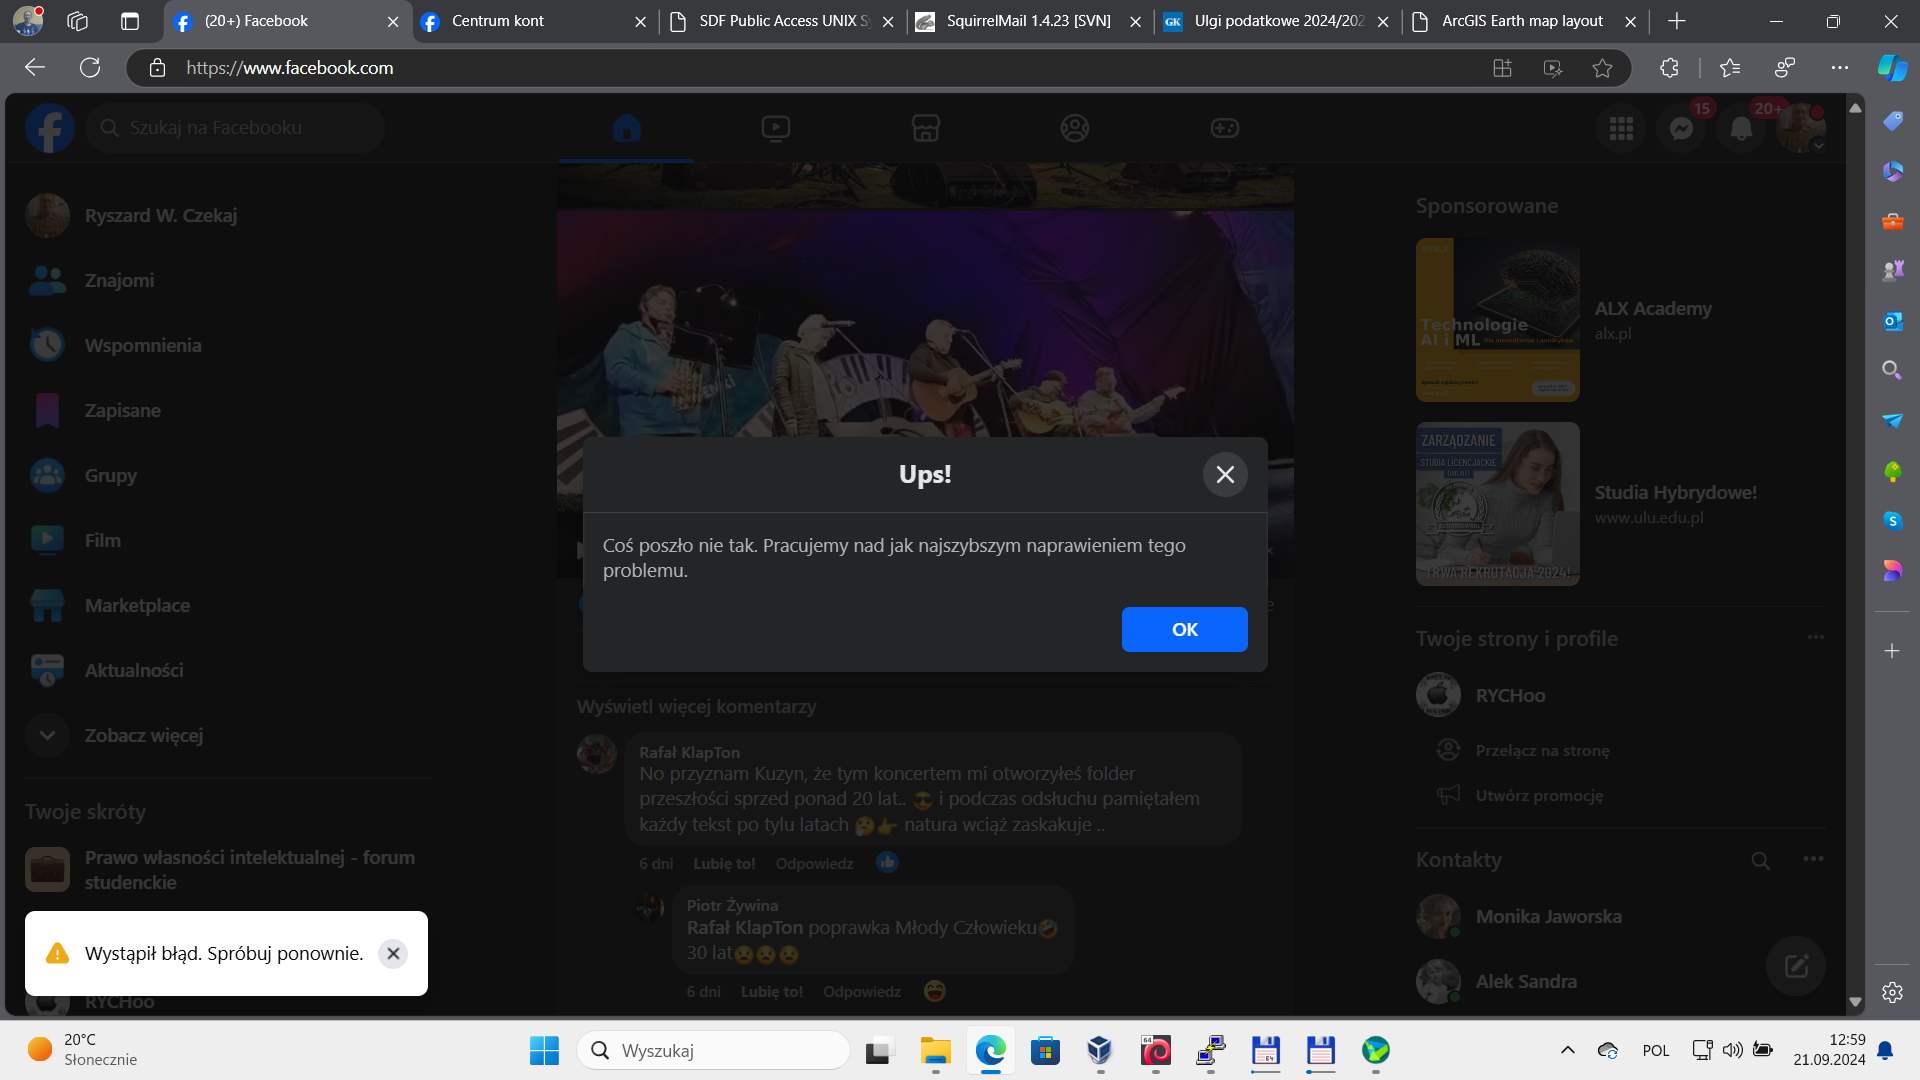 (20+) Facebook
Centrum kont
SDF Public Access UNIX Sy
SquirrelMail 1.4.23 [SVN]
GK
Ulgi podatkowe 2024/202
ArcGIS Earth map layout
https://www.facebook.com
Szukaj na Facebooku
15
20+
Ryszard W. Czekaj
Znajomi
Wspomnienia
Zapisane
Grupy
Film
Marketplace
Aktualności
Zobacz więcej
Twoje skróty
Prawo własności intelektualnej - forum
studenckie
Wystąpił błąd. Spróbuj ponownie.
RYCHoo
Ups!
Coś poszło nie tak. Pracujemy nad jak najszybszym naprawieniem tego
problemu.
OK
Wyświetl więcej komentarzy
Rafał KlapTon
No przyznam Kuzyn, że tym koncertem mi otworzyłeś folder
przeszłości sprzed ponad 20 lat.. 😎 i podczas odsłuchu pamiętałem
każdy tekst po tylu latach 🤔👉 natura wciąż zaskakuje ..
6 dni Lubię to! Odpowiedz
Piotr Żywina
Rafał KlapTon poprawka Młody Człowieku🤣
30 lat😫😫😫
6 dni Lubię to! Odpowiedz
Sponsorowane
Technologie
AI i ML
ALX Academy
alx.pl
ZARZĄDZANIE
STUDIA LICENCJACKIE
TRWA REKRUTACJA 2024!
Studia Hybrydowe!
www.ulu.edu.pl
Twoje strony i profile
RYCHoo
Przełącz na stronę
Utwórz promocję
Kontakty
Monika Jaworska
Alek Sandra
20°C
Słonecznie
Wyszukaj
64
64
POL
12:59
21.09.2024